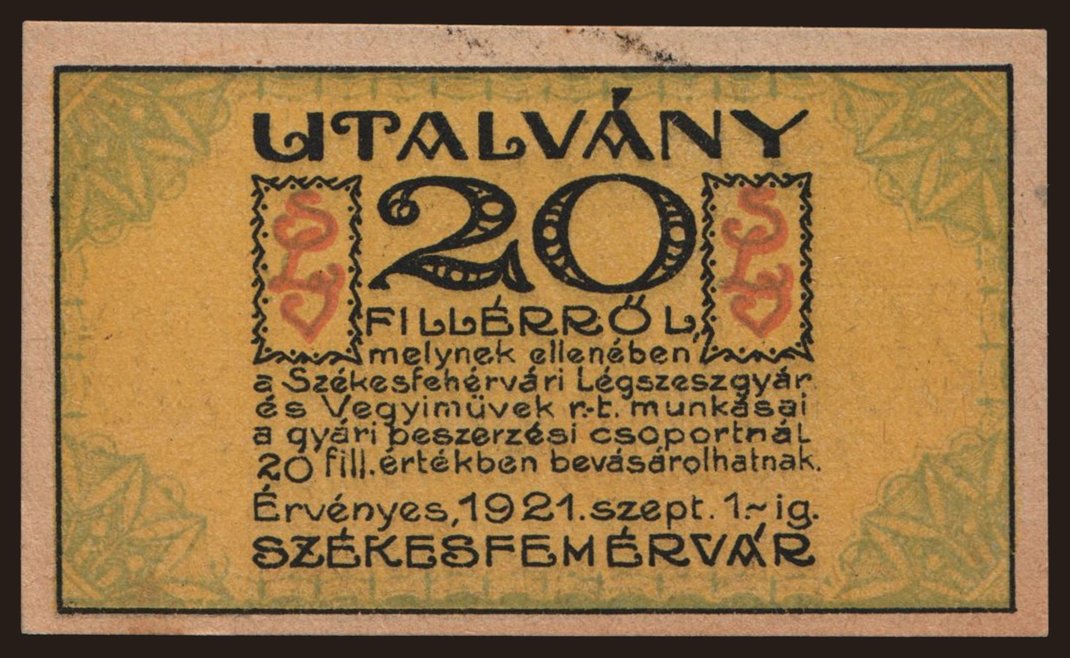 UTALVÁNY
20
FILLÉRRŐL,
melynek ellenében
a Székesfehérvári Légszeszgyár
és Vegyiművek r.-t. munkásai
a gyári beszerzési csoportnál
20 fill. értékben bevásárolhatnak.
Érvényes, 1921. szept. 1.~ig.
SZÉKESFEHÉRVÁR